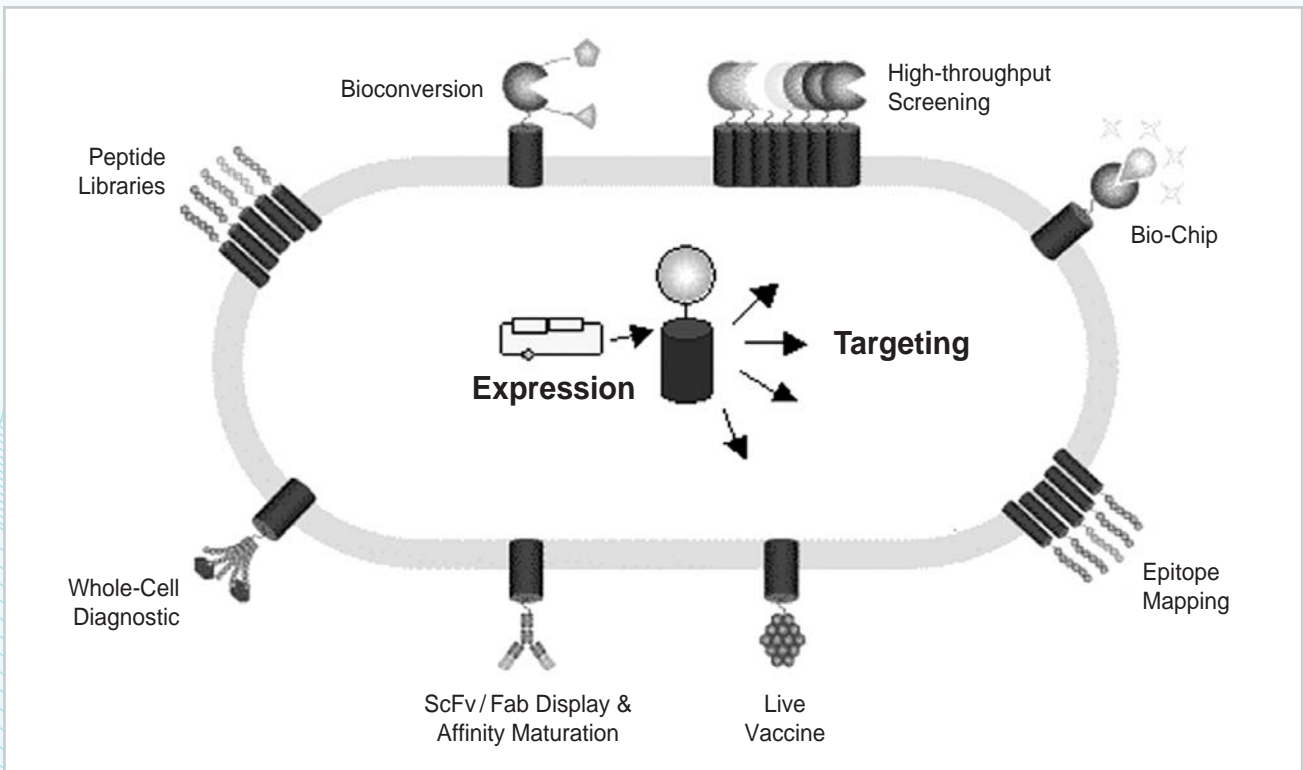 Bioconversion
High-throughput
Screening
Peptide
Libraries
Bio-Chip
Targeting
Expression
Whole-Cell
Diagnostic
Epitope
Mapping
ScFv / Fab Display &
Affinity Maturation
Live
Vaccine